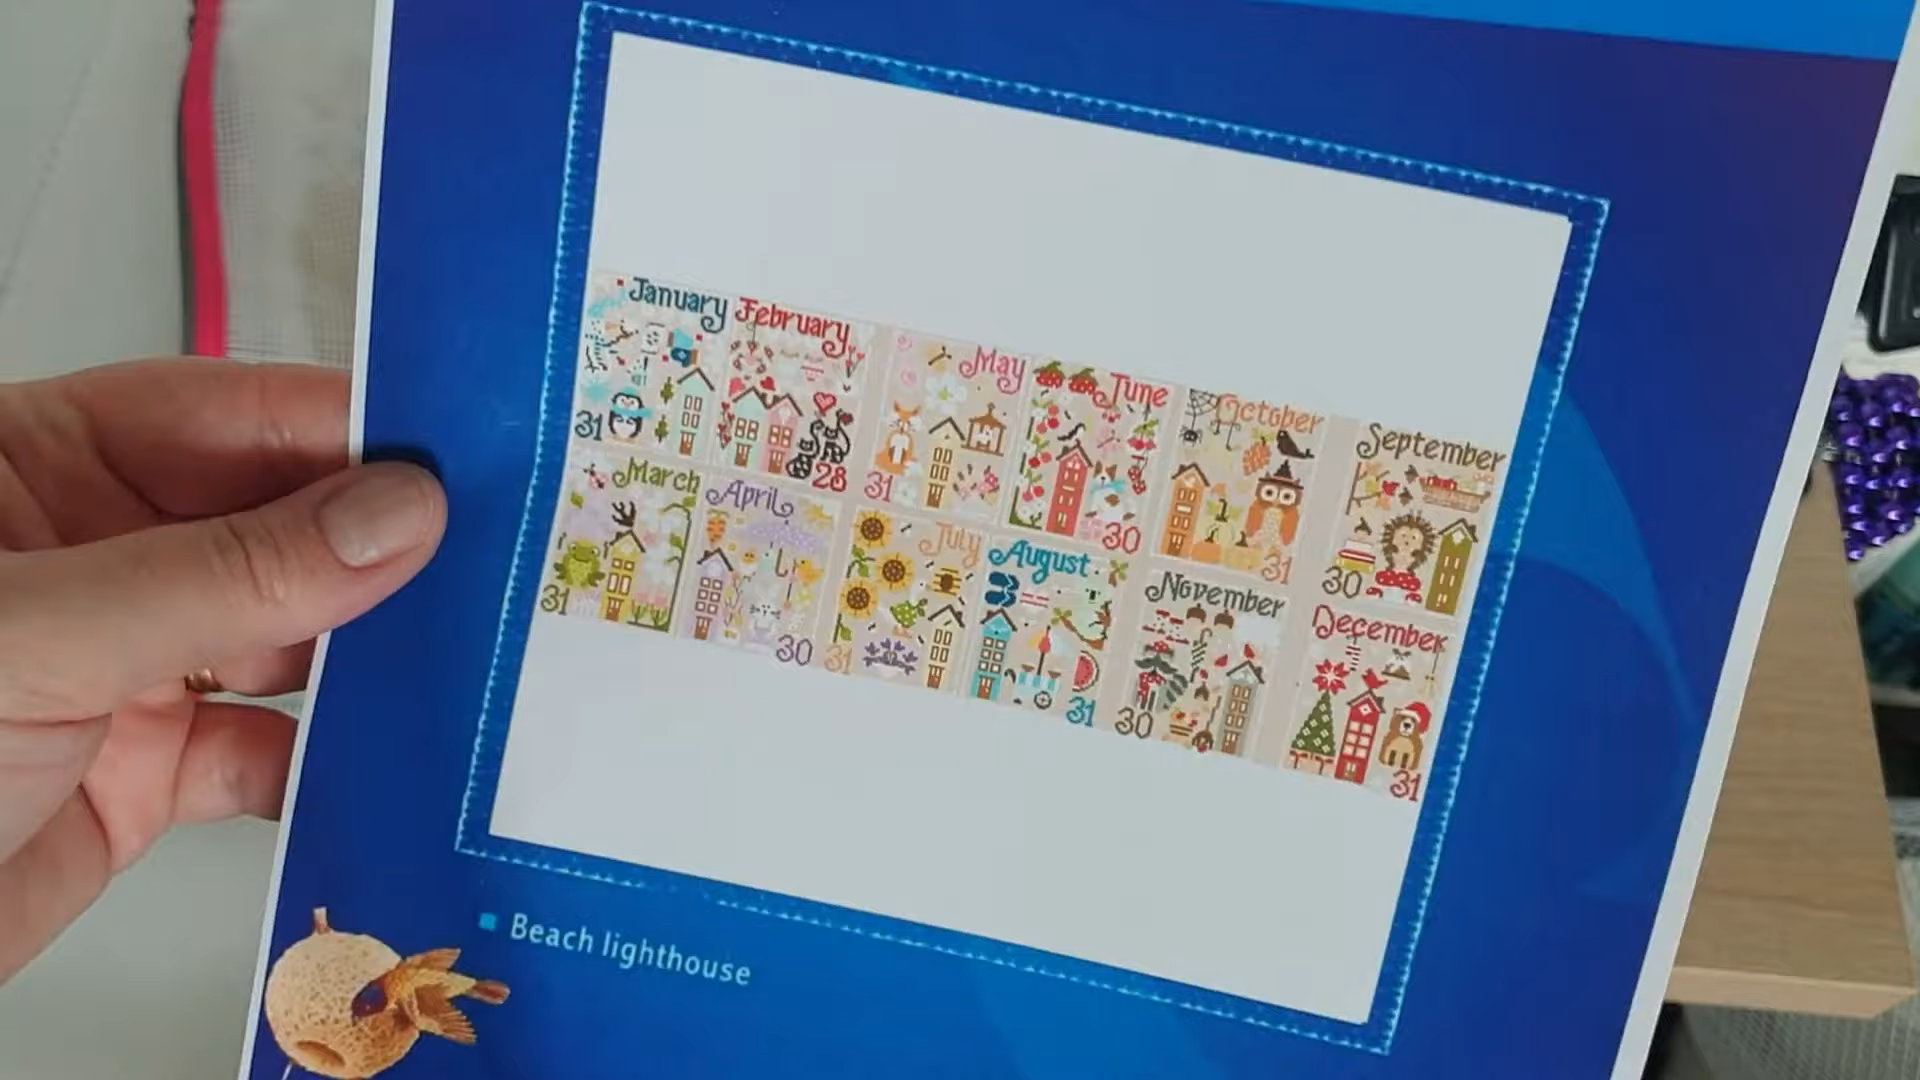 January
February
May
June
October
September
31
28
31
30
31
30
March
April
July
August
November
December
31
30
31
31
30
31
Beach lighthouse